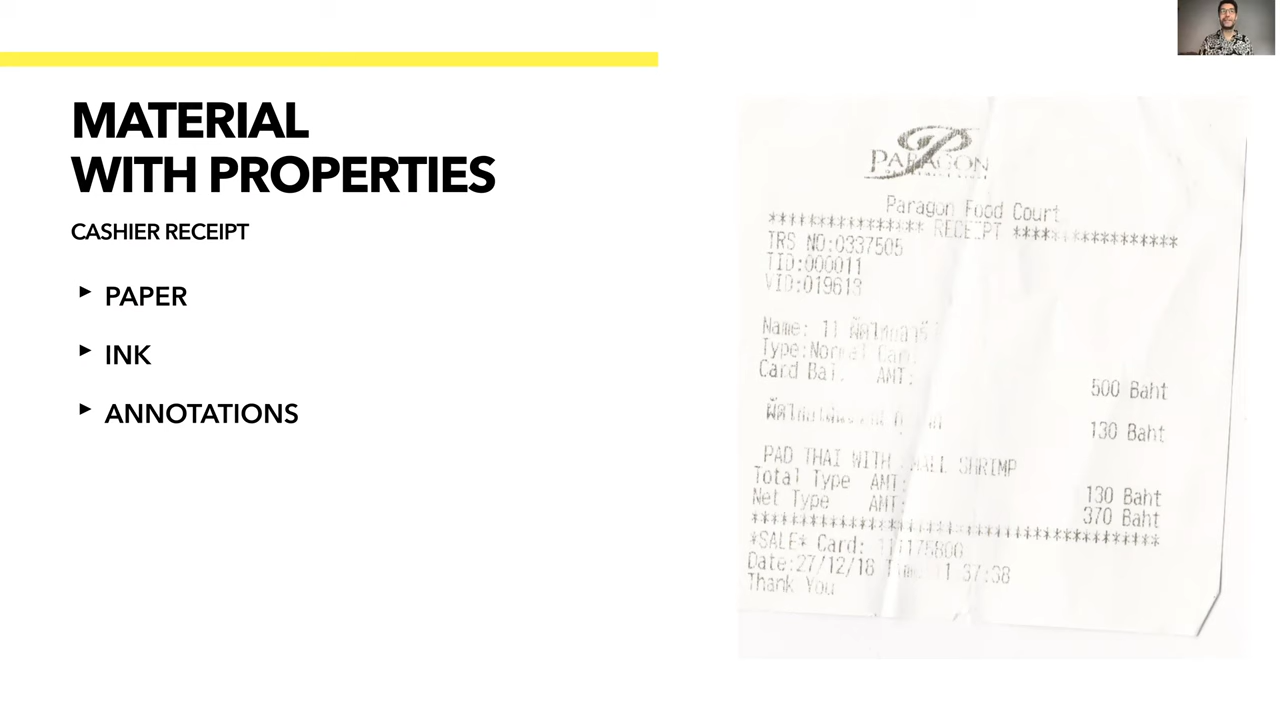 MATERIAL
WITH PROPERTIES
CASHIER RECEIPT
PAPER
INK
ANNOTATIONS
PARAGON
Paragon Food Court
**************** RECEIPT *****************
TRS NO:0337505
TID:000011
VID:019613
Name: 11
Type:Normal Card
Card Bal. AMT: 500 Baht
130 Baht
PAD THAI WITH SMALL SHRIMP
Total Type AMT: 130 Baht
Net Type AMT: 370 Baht
*****************************************
*SALE* Card:
Date:27/12/18
Thank You